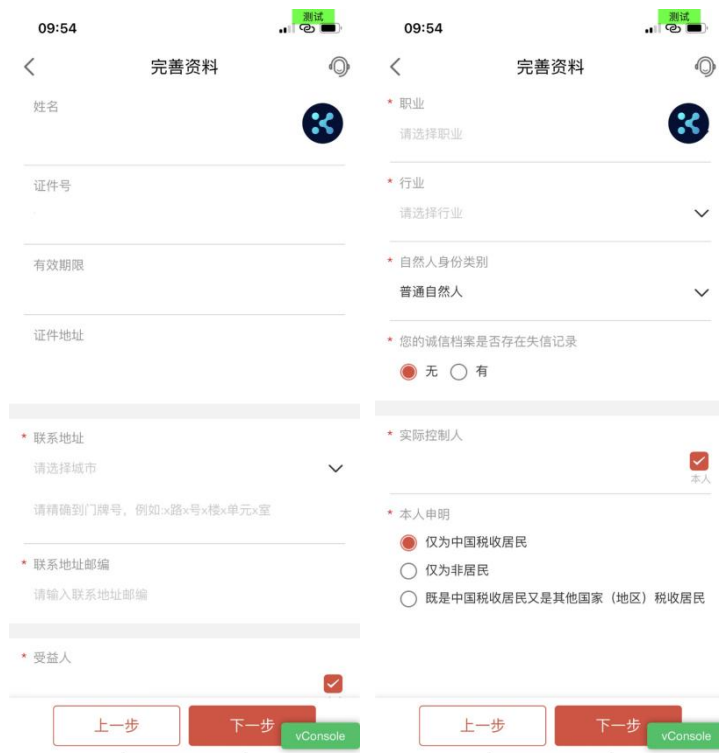 09:54
测试
完善资料
姓名
证件号
有效期限
证件地址
* 联系地址
请选择城市
请精确到门牌号，例如:x路x号x楼x单元x室
* 联系地址邮编
请输入联系地址邮编
* 受益人
上一步
下一步
vConsole
09:54
测试
完善资料
* 职业
请选择职业
* 行业
请选择行业
* 自然人身份类别
普通自然人
* 您的诚信档案是否存在失信记录
无
有
* 实际控制人
本人
* 本人申明
仅为中国税收居民
仅为非居民
既是中国税收居民又是其他国家（地区）税收居民
上一步
下一步
vConsole